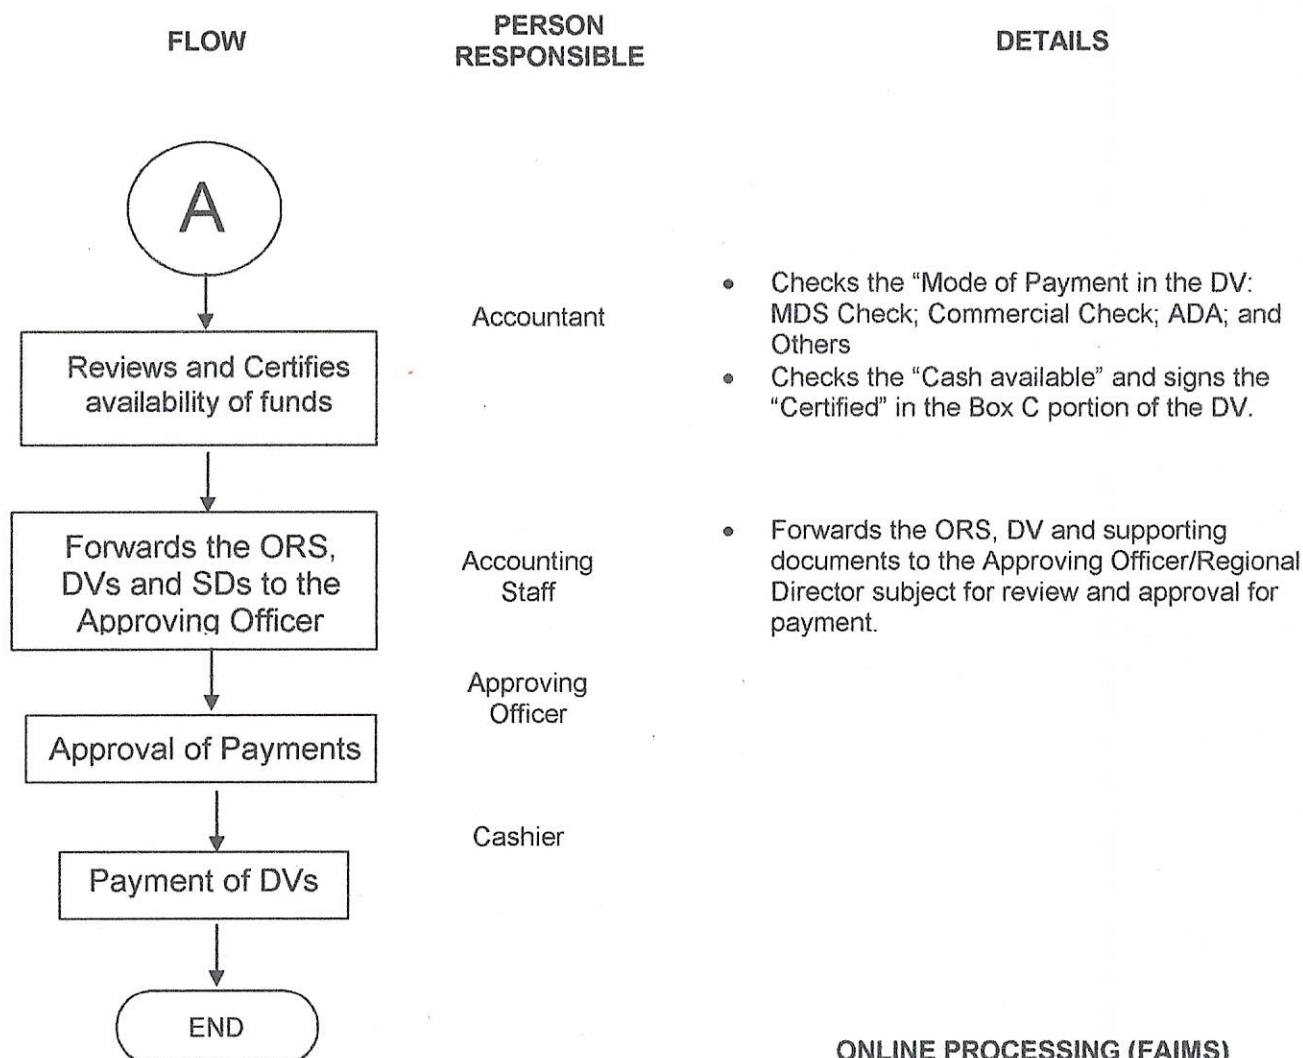 FLOW
PERSON
RESPONSIBLE
DETAILS
A
Reviews and Certifies
availability of funds
Accountant
• Checks the “Mode of Payment in the DV:
MDS Check; Commercial Check; ADA; and
Others
• Checks the “Cash available” and signs the
“Certified” in the Box C portion of the DV.
Forwards the ORS,
DVs and SDs to the
Approving Officer
Accounting
Staff
• Forwards the ORS, DV and supporting
documents to the Approving Officer/Regional
Director subject for review and approval for
payment.
Approving
Officer
Approval of Payments
Cashier
Payment of DVs
END
ONLINE PROCESSING (FAIMS)